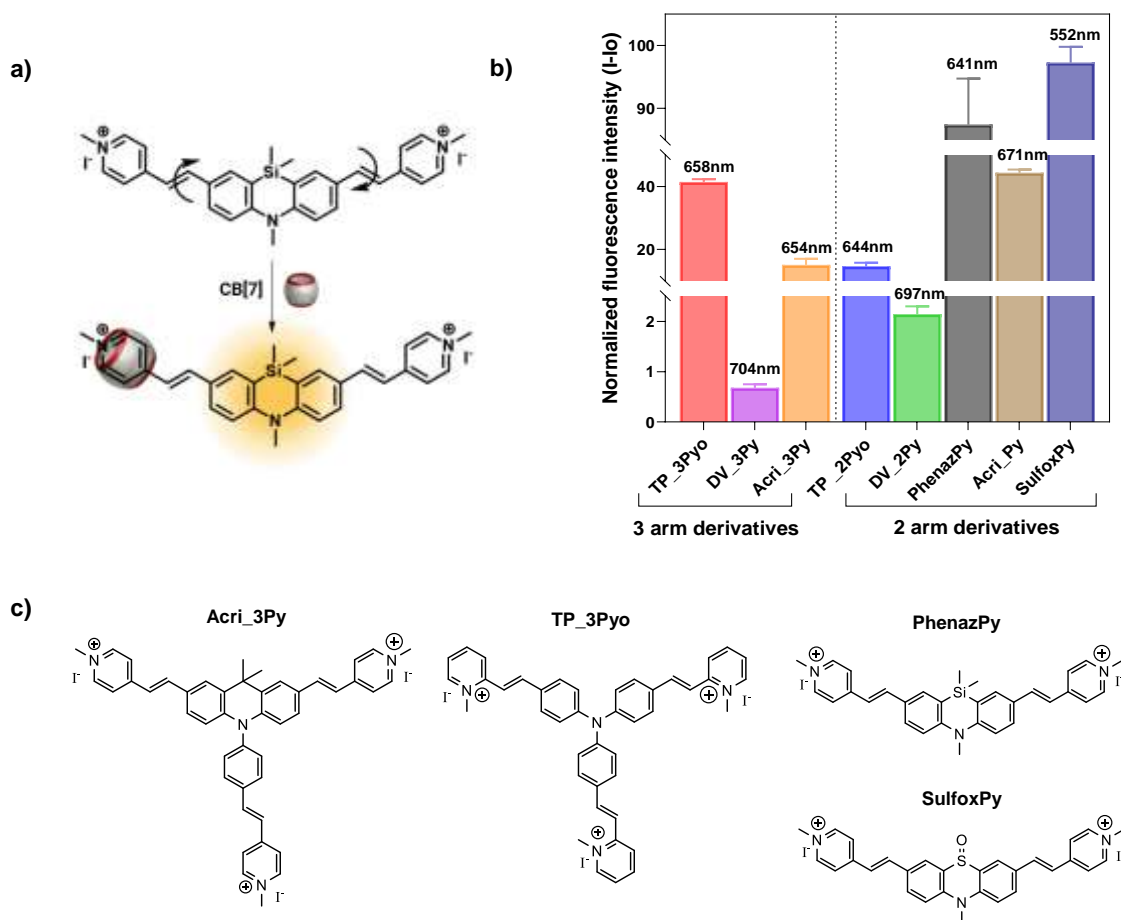 a)
N
⊕
I-
Si
N
N
⊕
I-
CB[7]
N
⊕
I-
Si
N
N
⊕
I-
b)
Normalized fluorescence intensity (I-Io)
100
90
40
20
2
1
0
658nm
704nm
654nm
644nm
697nm
641nm
671nm
552nm
TP_3Pyo
DV_3Py
Acri_3Py
TP_2Pyo
DV_2Py
PhenazPy
Acri_Py
SulfoxPy
3 arm derivatives
2 arm derivatives
c)
Acri_3Py
N
+
I-
N
N
+
I-
N
+
I-
TP_3Pyo
N
+
I-
N
N
+
I-
N
+
I-
PhenazPy
N
+
I-
Si
N
N
+
I-
SulfoxPy
N
+
I-
O
S
N
N
+
I-